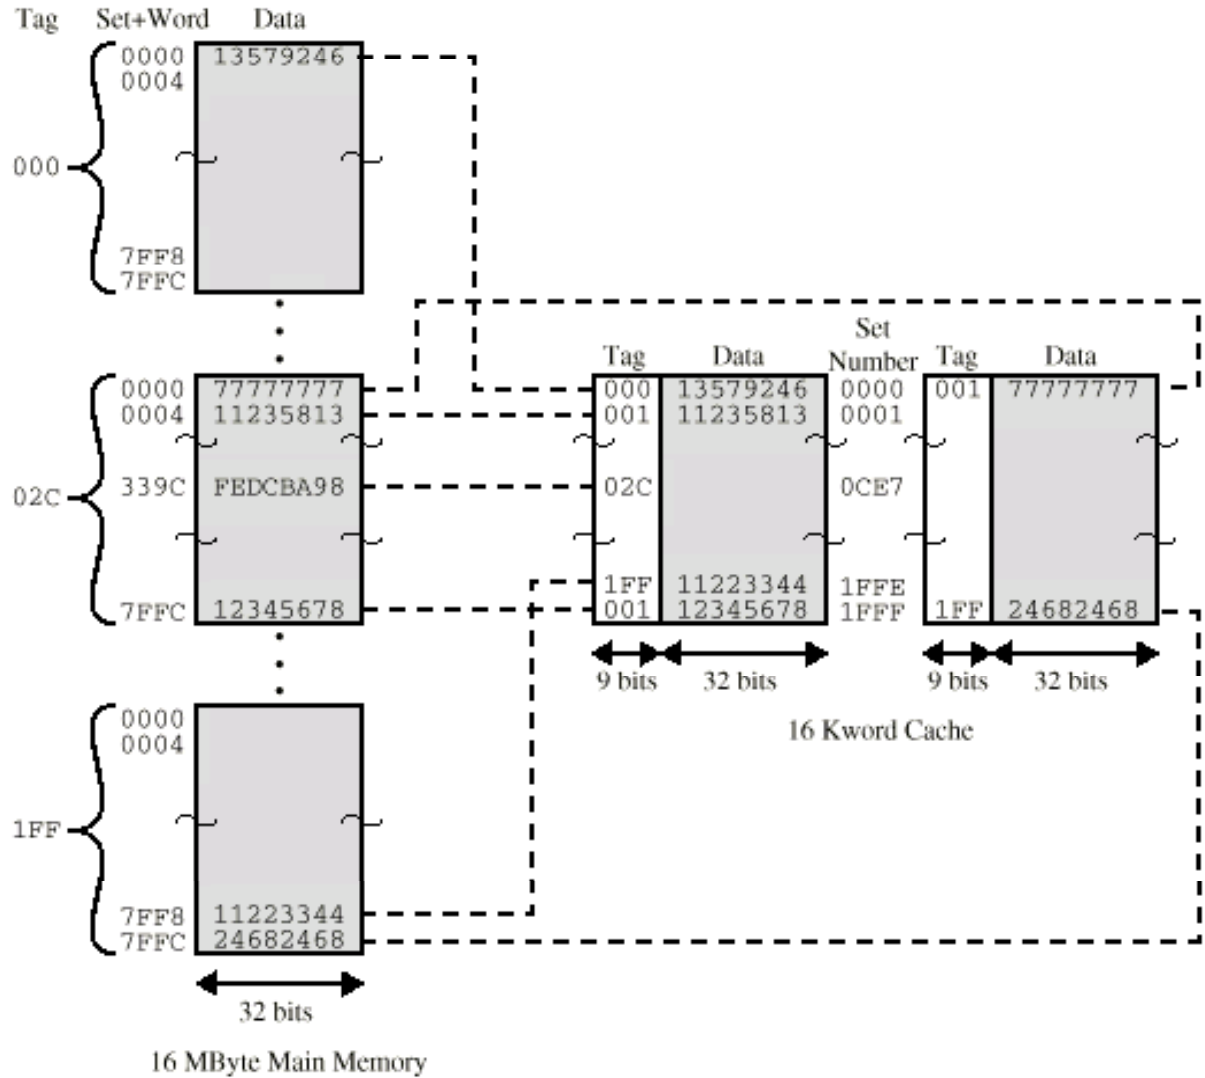 Tag Set+Word Data
0000 13579246
0004
000
7FF8
7FFC
Set
Tag Data Number Tag Data
0000 77777777 000 13579246 0000 001 77777777
0004 11235813 001 11235813 0001
02C 339C FEDCBA98 02C 0CE7
1FF 11223344 1FFE
7FFC 12345678 001 12345678 1FFF 1FF 24682468
9 bits 32 bits 9 bits 32 bits
16 Kword Cache
0000
0004
1FF
7FF8 11223344
7FFC 24682468
32 bits
16 MByte Main Memory